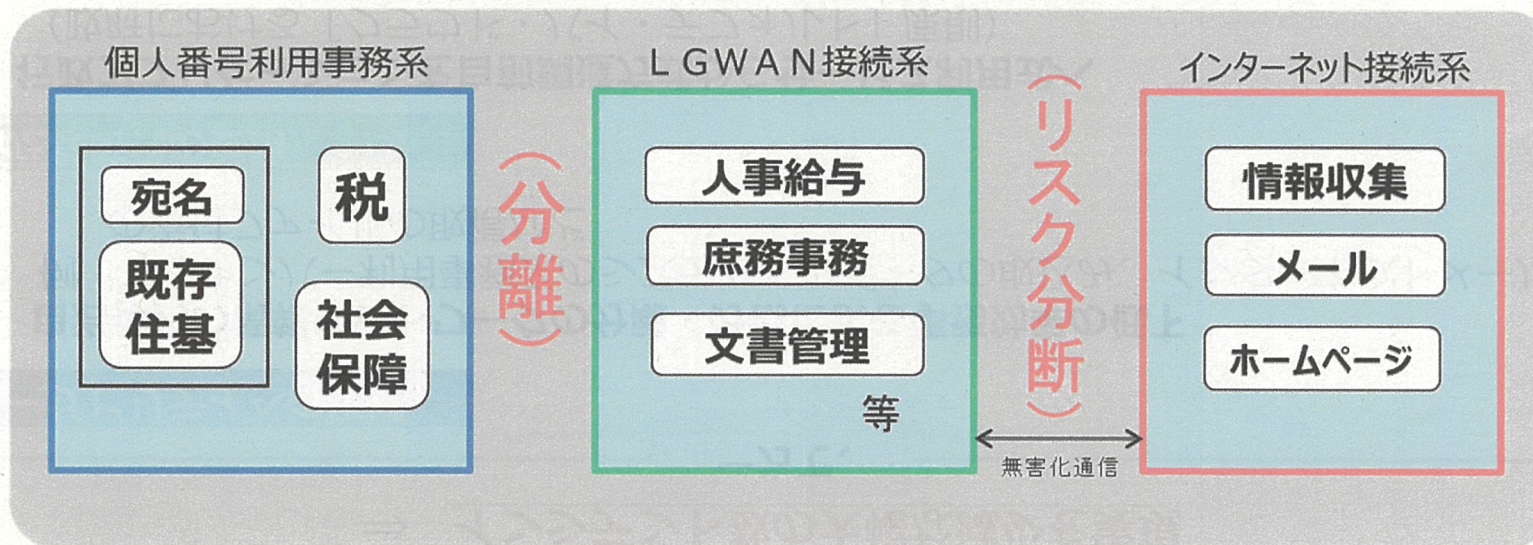 個人番号利用事務系
宛名
既存
住基
税
社会
保障
(分離)
ＬＧＷＡＮ接続系
人事給与
庶務事務
文書管理
等
(リスク分断)
無害化通信
インターネット接続系
情報収集
メール
ホームページ